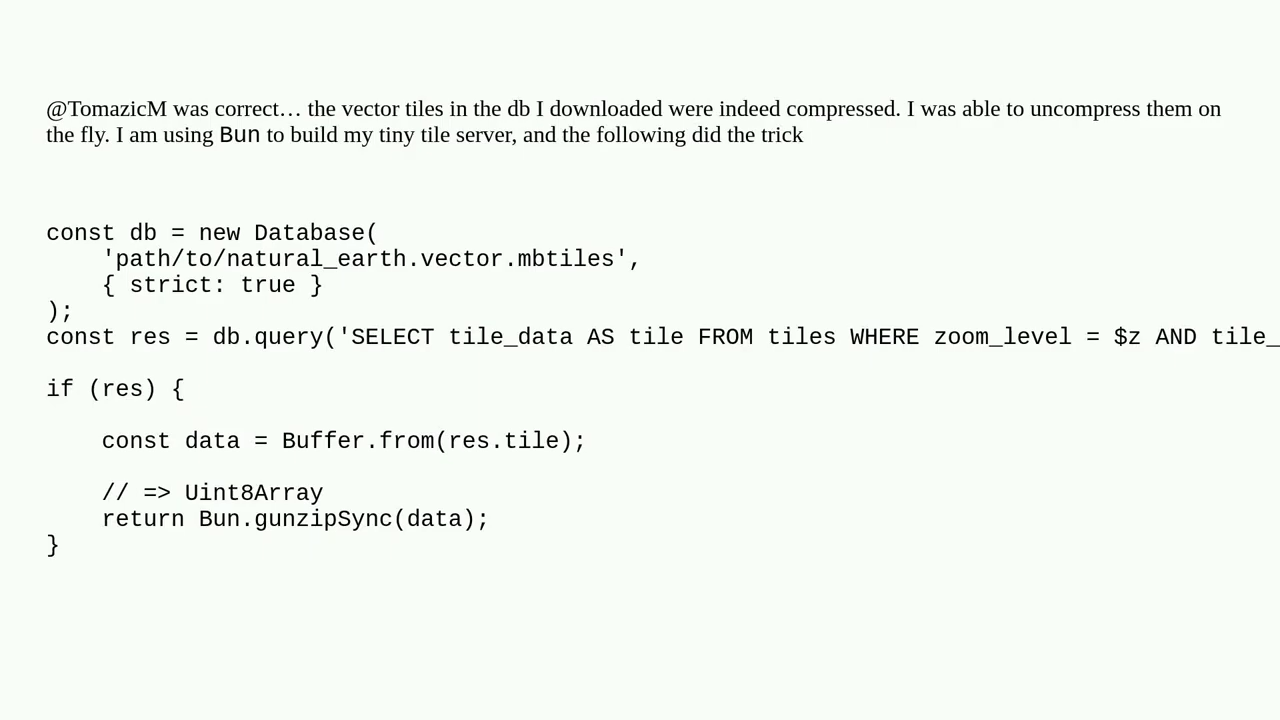 @TomazicM was correct… the vector tiles in the db I downloaded were indeed compressed. I was able to uncompress them on
the fly. I am using Bun to build my tiny tile server, and the following did the trick
const db = new Database(
    'path/to/natural_earth.vector.mbtiles',
    { strict: true }
);
const res = db.query('SELECT tile_data AS tile FROM tiles WHERE zoom_level = $z AND tile_
if (res) {
    const data = Buffer.from(res.tile);
    // => Uint8Array
    return Bun.gunzipSync(data);
}